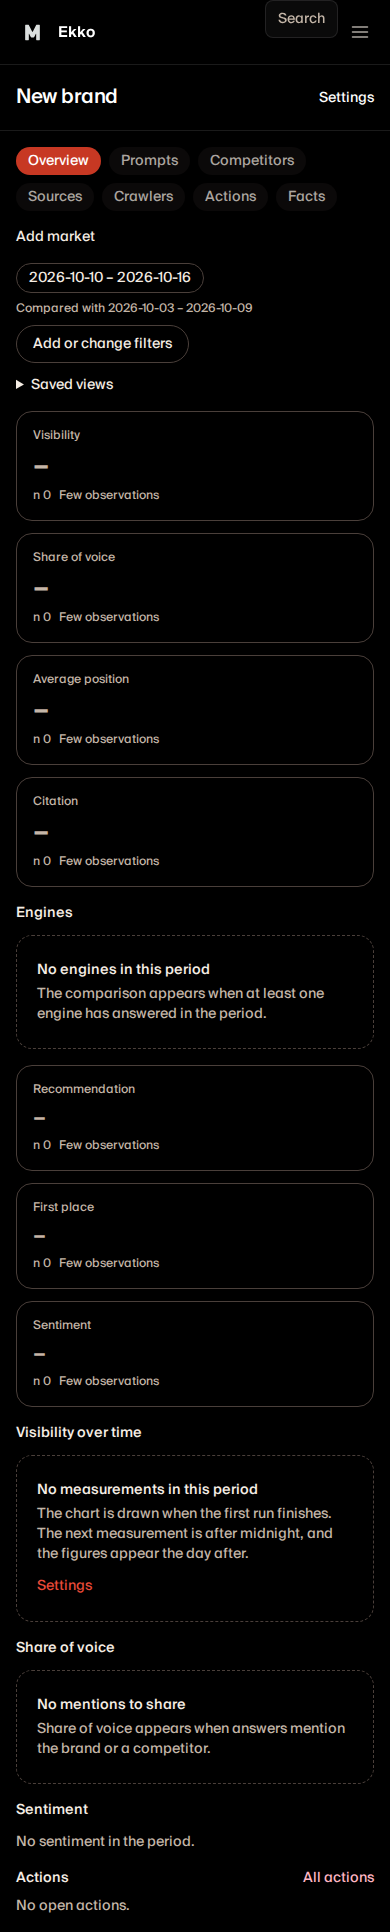 Search
Ekko
New brand
Settings
Overview
Prompts
Competitors
Sources
Crawlers
Actions
Facts
Add market
2026-10-10 – 2026-10-16
Compared with 2026-10-03 – 2026-10-09
Add or change filters
Saved views
Visibility
–
n 0 Few observations
Share of voice
–
n 0 Few observations
Average position
–
n 0 Few observations
Citation
–
n 0 Few observations
Engines
No engines in this period
The comparison appears when at least one
engine has answered in the period.
Recommendation
–
n 0 Few observations
First place
–
n 0 Few observations
Sentiment
–
n 0 Few observations
Visibility over time
No measurements in this period
The chart is drawn when the first run finishes.
The next measurement is after midnight, and
the figures appear the day after.
Settings
Share of voice
No mentions to share
Share of voice appears when answers mention
the brand or a competitor.
Sentiment
No sentiment in the period.
Actions
All actions
No open actions.